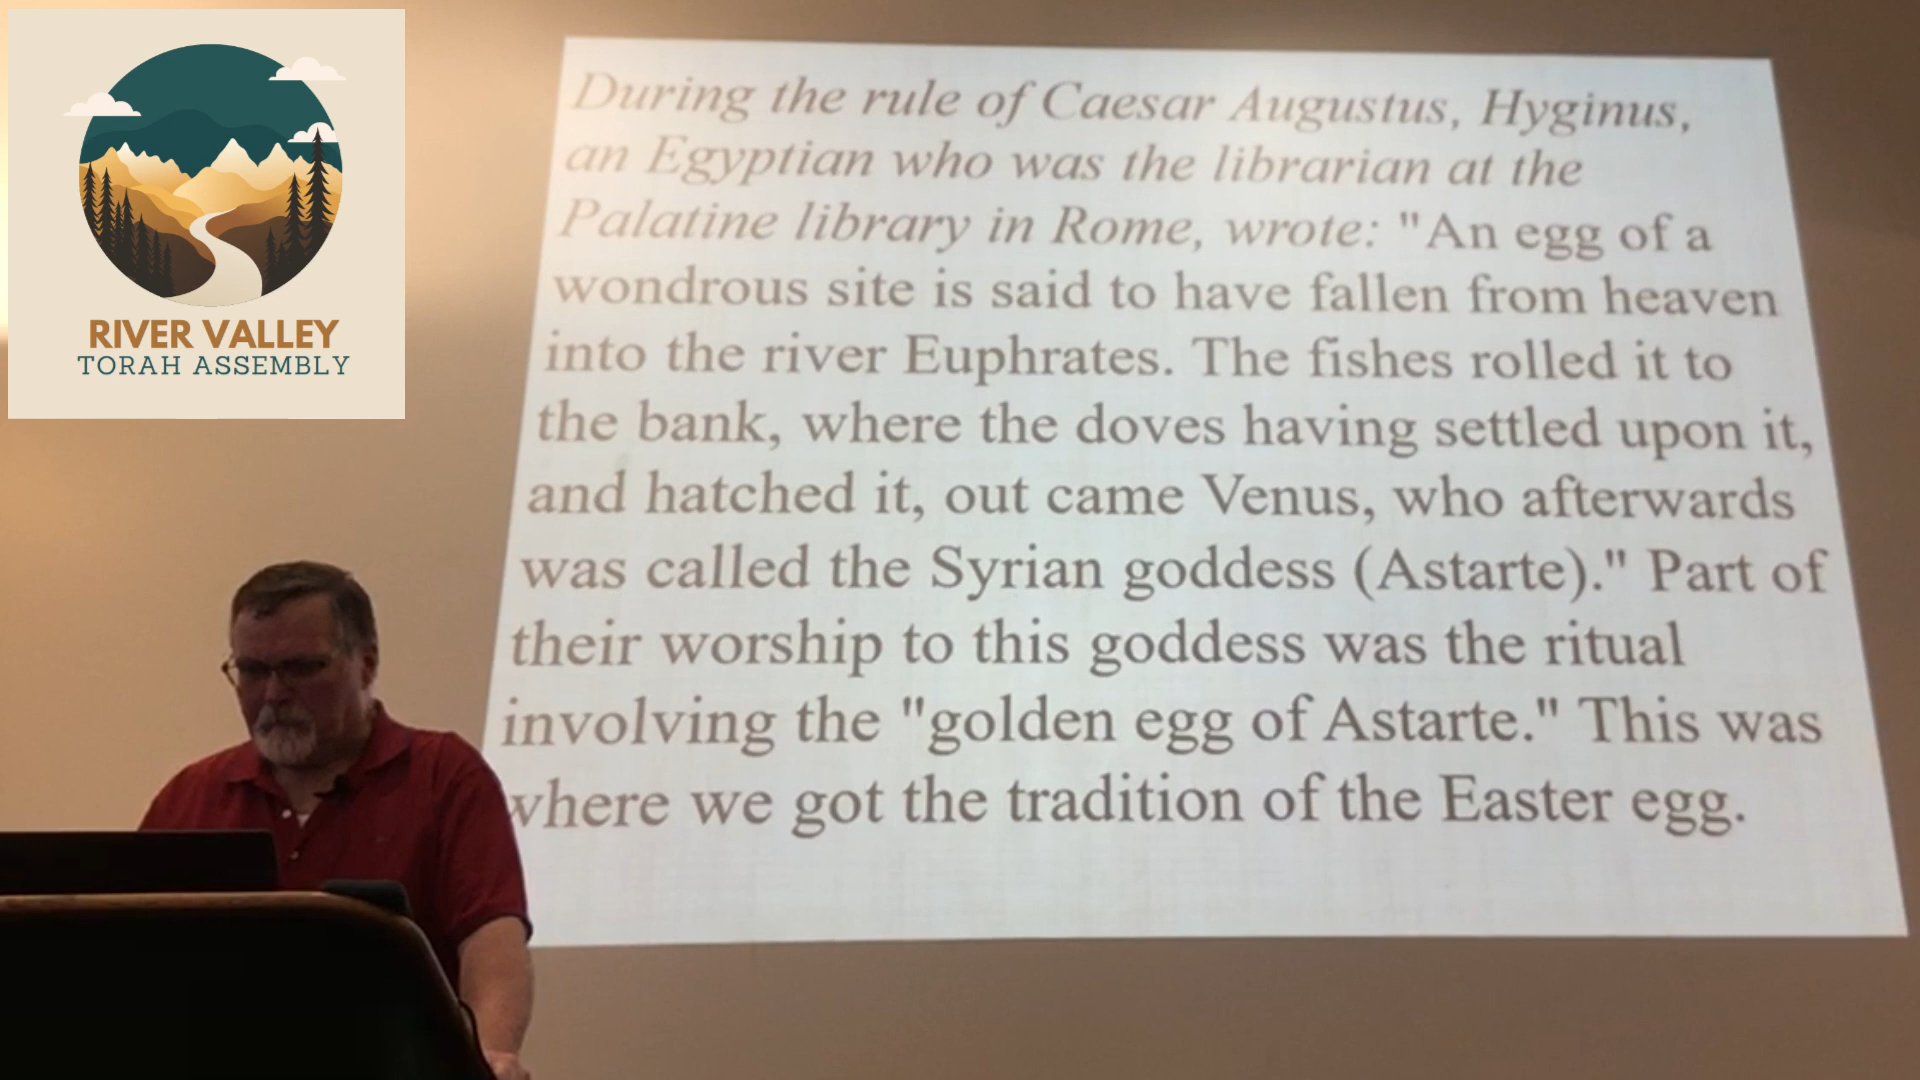 RIVER VALLEY
TORAH ASSEMBLY
During the rule of Caesar Augustus, Hyginus,
an Egyptian who was the librarian at the
Palatine library in Rome, wrote: "An egg of a
wondrous site is said to have fallen from heaven
into the river Euphrates. The fishes rolled it to
the bank, where the doves having settled upon it,
and hatched it, out came Venus, who afterwards
was called the Syrian goddess (Astarte)." Part of
their worship to this goddess was the ritual
involving the "golden egg of Astarte." This was
where we got the tradition of the Easter egg.